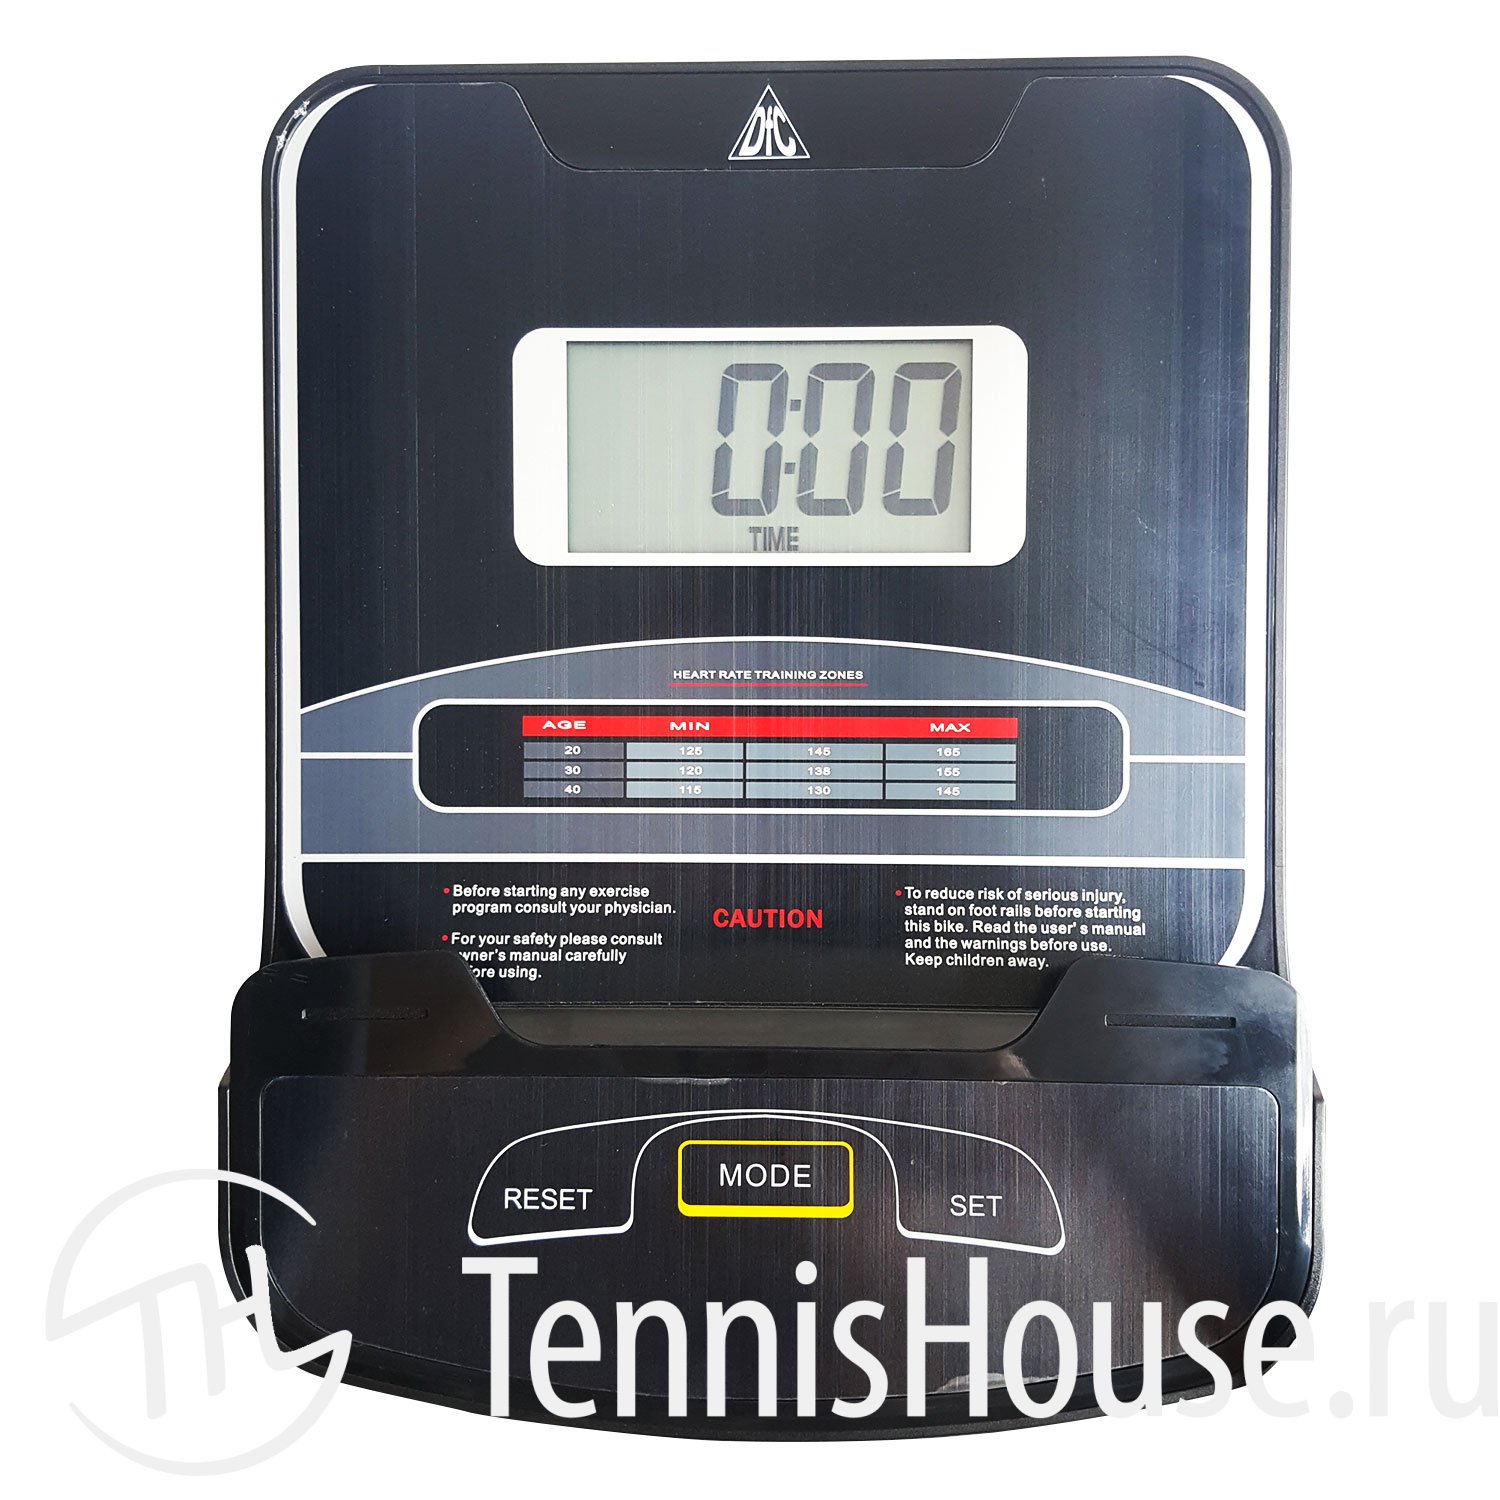 DFC
0:00
TIME
HEART RATE TRAINING ZONES
AGE MIN MAX
20 125 145 165
30 120 138 155
40 115 130 145
• Before starting any exercise
program consult your physician.
• For your safety please consult
wner's manual carefully
fore using.
CAUTION
• To reduce risk of serious injury,
stand on foot rails before starting
this bike. Read the user's manual
and the warnings before use.
Keep children away.
RESET
MODE
SET
TH
TennisHouse.ru